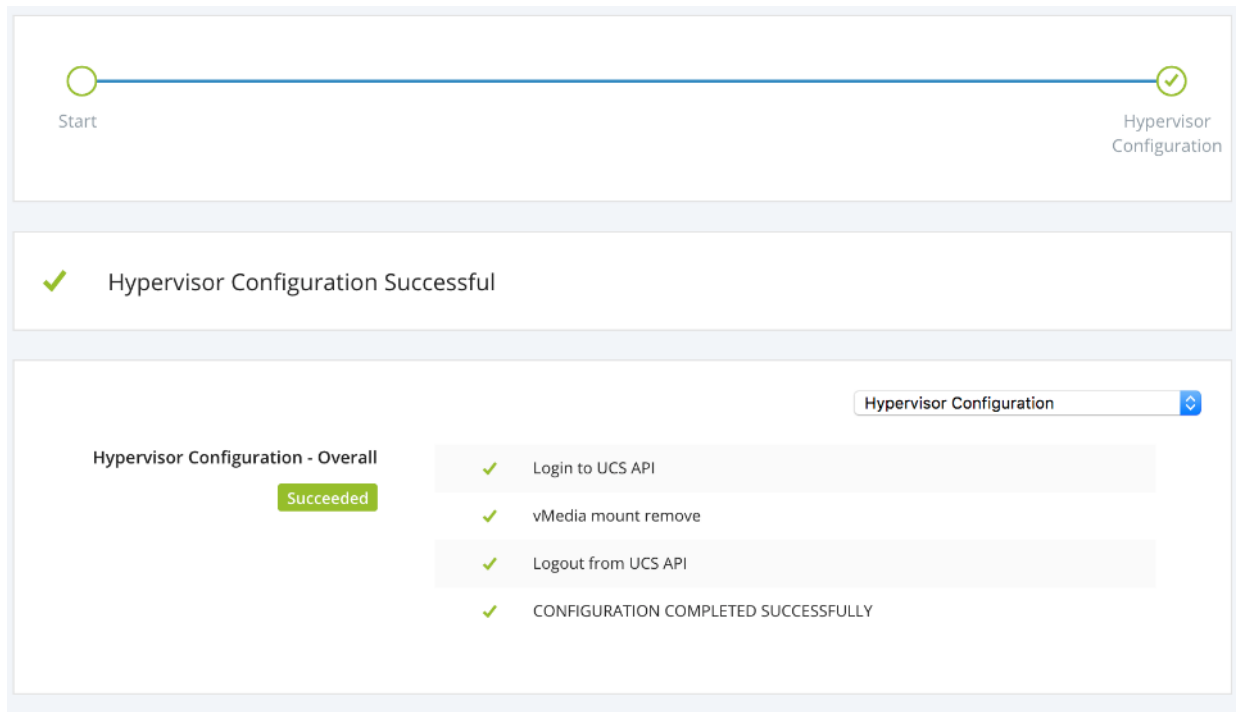 Start
Hypervisor
Configuration
Hypervisor Configuration Successful
Hypervisor Configuration
Hypervisor Configuration - Overall
Succeeded
Login to UCS API
vMedia mount remove
Logout from UCS API
CONFIGURATION COMPLETED SUCCESSFULLY